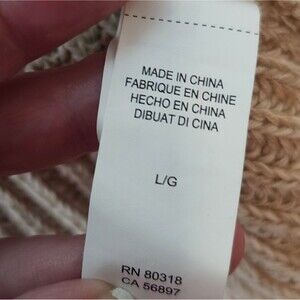 MADE IN CHINA
FABRIQUE EN CHINE
HECHO EN CHINA
DIBUAT DI CINA
L/G
RN 80318
CA 56897